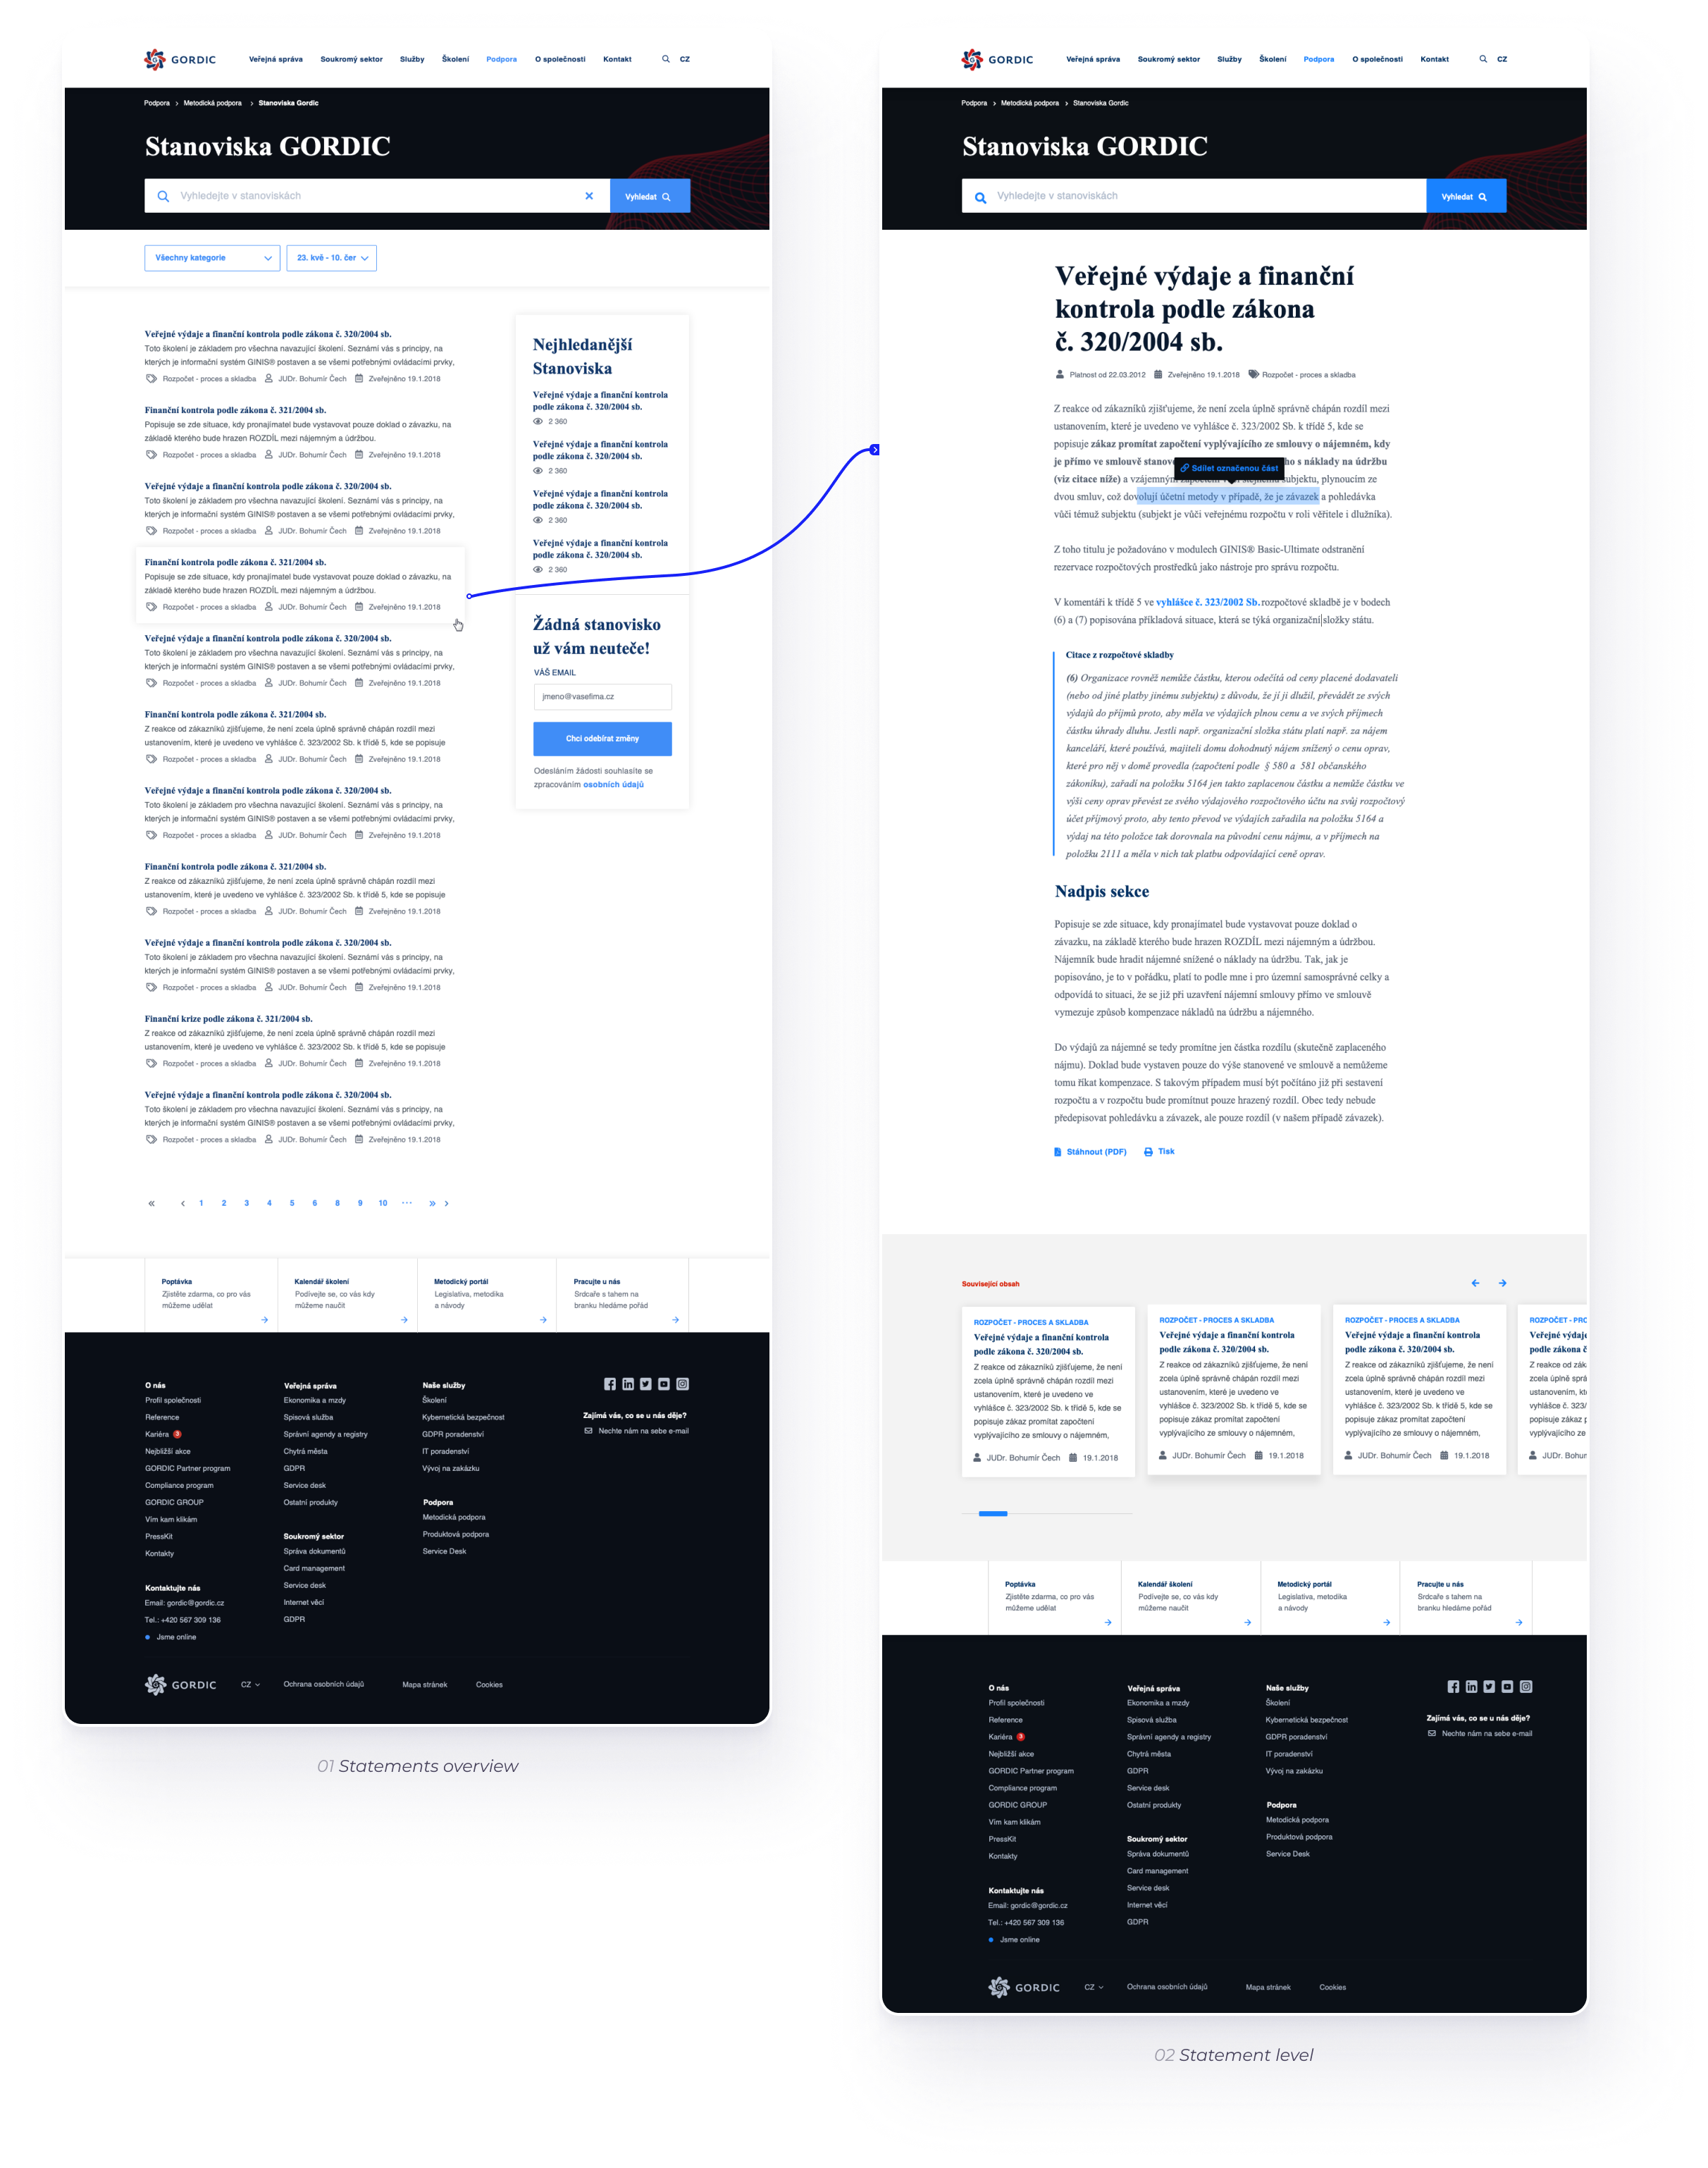 GORDIC
Veřejná správa Soukromý sektor Služby Školení Podpora O společnosti Kontakt CZ
Podpora > Metodická podpora > Stanoviska Gordic
Stanoviska GORDIC
Vyhledejte v stanoviskách
Vyhledat
Všechny kategorie
23. kvě - 10. čer
Veřejné výdaje a finanční kontrola podle zákona č. 320/2004 sb.
Toto školení je základem pro všechna navazující školení. Seznámí vás s principy, na
kterých je informační systém GINIS® postaven a se všemi potřebnými ovládacími prvky,
Rozpočet - proces a skladba JUDr. Bohumír Čech Zveřejněno 19.1.2018
Finanční kontrola podle zákona č. 321/2004 sb.
Popisuje se zde situace, kdy pronajímatel bude vystavovat pouze doklad o závazku, na
základě kterého bude hrazen ROZDÍL mezi nájemným a údržbou.
Rozpočet - proces a skladba JUDr. Bohumír Čech Zveřejněno 19.1.2018
Veřejné výdaje a finanční kontrola podle zákona č. 320/2004 sb.
Toto školení je základem pro všechna navazující školení. Seznámí vás s principy, na
kterých je informační systém GINIS® postaven a se všemi potřebnými ovládacími prvky,
Rozpočet - proces a skladba JUDr. Bohumír Čech Zveřejněno 19.1.2018
Finanční kontrola podle zákona č. 321/2004 sb.
Popisuje se zde situace, kdy pronajímatel bude vystavovat pouze doklad o závazku, na
základě kterého bude hrazen ROZDÍL mezi nájemným a údržbou.
Rozpočet - proces a skladba JUDr. Bohumír Čech Zveřejněno 19.1.2018
Veřejné výdaje a finanční kontrola podle zákona č. 320/2004 sb.
Toto školení je základem pro všechna navazující školení. Seznámí vás s principy, na
kterých je informační systém GINIS® postaven a se všemi potřebnými ovládacími prvky,
Rozpočet - proces a skladba JUDr. Bohumír Čech Zveřejněno 19.1.2018
Finanční kontrola podle zákona č. 321/2004 sb.
Z reakce od zákazníků zjišťujeme, že není zcela úplně správně chápán rozdíl mezi
ustanovením, které je uvedeno ve vyhlášce č. 323/2002 Sb. k třídě 5, kde se popisuje
Rozpočet - proces a skladba JUDr. Bohumír Čech Zveřejněno 19.1.2018
Veřejné výdaje a finanční kontrola podle zákona č. 320/2004 sb.
Toto školení je základem pro všechna navazující školení. Seznámí vás s principy, na
kterých je informační systém GINIS® postaven a se všemi potřebnými ovládacími prvky,
Rozpočet - proces a skladba JUDr. Bohumír Čech Zveřejněno 19.1.2018
Finanční kontrola podle zákona č. 321/2004 sb.
Z reakce od zákazníků zjišťujeme, že není zcela úplně správně chápán rozdíl mezi
ustanovením, které je uvedeno ve vyhlášce č. 323/2002 Sb. k třídě 5, kde se popisuje
Rozpočet - proces a skladba JUDr. Bohumír Čech Zveřejněno 19.1.2018
Veřejné výdaje a finanční kontrola podle zákona č. 320/2004 sb.
Toto školení je základem pro všechna navazující školení. Seznámí vás s principy, na
kterých je informační systém GINIS® postaven a se všemi potřebnými ovládacími prvky,
Rozpočet - proces a skladba JUDr. Bohumír Čech Zveřejněno 19.1.2018
Finanční krize podle zákona č. 321/2004 sb.
Z reakce od zákazníků zjišťujeme, že není zcela úplně správně chápán rozdíl mezi
ustanovením, které je uvedeno ve vyhlášce č. 323/2002 Sb. k třídě 5, kde se popisuje
Rozpočet - proces a skladba JUDr. Bohumír Čech Zveřejněno 19.1.2018
Veřejné výdaje a finanční kontrola podle zákona č. 320/2004 sb.
Toto školení je základem pro všechna navazující školení. Seznámí vás s principy, na
kterých je informační systém GINIS® postaven a se všemi potřebnými ovládacími prvky,
Rozpočet - proces a skladba JUDr. Bohumír Čech Zveřejněno 19.1.2018
« ‹ 1 2 3 4 5 6 8 9 10 ··· » ›
Nejhledanější
Stanoviska
Veřejné výdaje a finanční kontrola
podle zákona č. 320/2004 sb.
2 360
Veřejné výdaje a finanční kontrola
podle zákona č. 320/2004 sb.
2 360
Veřejné výdaje a finanční kontrola
podle zákona č. 320/2004 sb.
2 360
Veřejné výdaje a finanční kontrola
podle zákona č. 320/2004 sb.
2 360
Žádná stanovisko
už vám neuteče!
VÁŠ EMAIL
jmeno@vasefima.cz
Chci odebírat změny
Odesláním žádosti souhlasíte se
zpracováním osobních údajů
Poptávka
Zjistěte zdarma, co pro vás
můžeme udělat
Kalendář školení
Podívejte se, co vás kdy
můžeme naučit
Metodický portál
Legislativa, metodika
a návody
Pracujte u nás
Srdcaře s tahem na
branku hledáme pořád
O nás
Profil společnosti
Reference
Kariéra 3
Nejbližší akce
GORDIC Partner program
Compliance program
GORDIC GROUP
Vím kam klikám
PressKit
Kontakty
Kontaktujte nás
Email: gordic@gordic.cz
Tel.: +420 567 309 136
Jsme online
Veřejná správa
Ekonomika a mzdy
Spisová služba
Správní agendy a registry
Chytrá města
GDPR
Service desk
Ostatní produkty
Soukromý sektor
Správa dokumentů
Card management
Service desk
Internet věcí
GDPR
Naše služby
Školení
Kybernetická bezpečnost
GDPR poradenství
IT poradenství
Vývoj na zakázku
Podpora
Metodická podpora
Produktová podpora
Service Desk
Zajímá vás, co se u nás děje?
Nechte nám na sebe e-mail
GORDIC CZ Ochrana osobních údajů Mapa stránek Cookies
01 Statements overview
GORDIC
Veřejná správa Soukromý sektor Služby Školení Podpora O společnosti Kontakt CZ
Podpora > Metodická podpora > Stanoviska Gordic
Stanoviska GORDIC
Vyhledejte v stanoviskách
Vyhledat
Veřejné výdaje a finanční
kontrola podle zákona
č. 320/2004 sb.
Platnost od 22.03.2012 Zveřejněno 19.1.2018 Rozpočet - proces a skladba
Z reakce od zákazníků zjišťujeme, že není zcela úplně správně chápán rozdíl mezi
ustanovením, které je uvedeno ve vyhlášce č. 323/2002 Sb. k třídě 5, kde se
popisuje zákaz promítat započtení vyplývajícího ze smlouvy o nájemném, kdy
je přímo ve smlouvě stanov ho s náklady na údržbu
Sdílet označenou část
(viz citace níže) a vzájemným subjektu, plynoucím ze
dvou smluv, což dovolují účetní metody v případě, že je závazek a pohledávka
vůči témuž subjektu (subjekt je vůči veřejnému rozpočtu v roli věřitele i dlužníka).
Z toho titulu je požadováno v modulech GINIS® Basic-Ultimate odstranění
rezervace rozpočtových prostředků jako nástroje pro správu rozpočtu.
V komentáři k třídě 5 ve vyhlášce č. 323/2002 Sb. rozpočtové skladbě je v bodech
(6) a (7) popisována příkladová situace, která se týká organizační složky státu.
Citace z rozpočtové skladby
(6) Organizace rovněž nemůže částku, kterou odečítá od ceny placené dodavateli
(nebo od jiné platby jinému subjektu) z důvodu, že jí ji dlužil, převádět ze svých
výdajů do příjmů proto, aby měla ve výdajích plnou cenu a ve svých příjmech
částku úhrady dluhu. Jestli např. organizační složka státu platí např. za nájem
kanceláří, které používá, majiteli domu dohodnutý nájem snížený o cenu oprav,
které pro něj v domě provedla (započtení podle § 580 a 581 občanského
zákoníku), zařadí na položku 5164 jen takto zaplacenou částku a nemůže částku ve
výši ceny oprav převést ze svého výdajového rozpočtového účtu na svůj rozpočtový
účet příjmový proto, aby tento převod ve výdajích zařadila na položku 5164 a
výdaj na této položce tak dorovnala na původní cenu nájmu, a v příjmech na
položku 2111 a měla v nich tak platbu odpovídající ceně oprav.
Nadpis sekce
Popisuje se zde situace, kdy pronajímatel bude vystavovat pouze doklad o
závazku, na základě kterého bude hrazen ROZDÍL mezi nájemným a údržbou.
Nájemník bude hradit nájemné snížené o náklady na údržbu. Tak, jak je
popisováno, je to v pořádku, platí to podle mne i pro územní samosprávné celky a
odpovídá to situaci, že se již při uzavření nájemní smlouvy přímo ve smlouvě
vymezuje způsob kompenzace nákladů na údržbu a nájemného.
Do výdajů za nájemné se tedy promítne jen částka rozdílu (skutečně zaplaceného
nájmu). Doklad bude vystaven pouze do výše stanovené ve smlouvě a nemůžeme
tomu říkat kompenzace. S takovým případem musí být počítáno již při sestavení
rozpočtu a v rozpočtu bude promítnut pouze hrazený rozdíl. Obec tedy nebude
předepisovat pohledávku a závazek, ale pouze rozdíl (v našem případě závazek).
Stáhnout (PDF) Tisk
Související obsah
ROZPOČET - PROCES A SKLADBA
Veřejné výdaje a finanční kontrola
podle zákona č. 320/2004 sb.
Z reakce od zákazníků zjišťujeme, že není
zcela úplně správně chápán rozdíl mezi
ustanovením, které je uvedeno ve
vyhlášce č. 323/2002 Sb. k třídě 5, kde se
popisuje zákaz promítat započtení
vyplývajícího ze smlouvy o nájemném,
JUDr. Bohumír Čech 19.1.2018
ROZPOČET - PROCES A SKLADBA
Veřejné výdaje a finanční kontrola
podle zákona č. 320/2004 sb.
Z reakce od zákazníků zjišťujeme, že není
zcela úplně správně chápán rozdíl mezi
ustanovením, které je uvedeno ve
vyhlášce č. 323/2002 Sb. k třídě 5, kde se
popisuje zákaz promítat započtení
vyplývajícího ze smlouvy o nájemném,
JUDr. Bohumír Čech 19.1.2018
ROZPOČET - PROCES A SKLADBA
Veřejné výdaje a finanční kontrola
podle zákona č. 320/2004 sb.
Z reakce od zákazníků zjišťujeme, že není
zcela úplně správně chápán rozdíl mezi
ustanovením, které je uvedeno ve
vyhlášce č. 323/2002 Sb. k třídě 5, kde se
popisuje zákaz promítat započtení
vyplývajícího ze smlouvy o nájemném,
JUDr. Bohumír Čech 19.1.2018
ROZPOČET - PRO
Veřejné výdaje
podle zákona č
Z reakce od zák
zcela úplně sprá
ustanovením, kt
vyhlášce č. 323/
popisuje zákaz p
vyplývajícího ze
JUDr. Bohum
Poptávka
Zjistěte zdarma, co pro vás
můžeme udělat
Kalendář školení
Podívejte se, co vás kdy
můžeme naučit
Metodický portál
Legislativa, metodika
a návody
Pracujte u nás
Srdcaře s tahem na
branku hledáme pořád
O nás
Profil společnosti
Reference
Kariéra 3
Nejbližší akce
GORDIC Partner program
Compliance program
GORDIC GROUP
Vím kam klikám
PressKit
Kontakty
Kontaktujte nás
Email: gordic@gordic.cz
Tel.: +420 567 309 136
Jsme online
Veřejná správa
Ekonomika a mzdy
Spisová služba
Správní agendy a registry
Chytrá města
GDPR
Service desk
Ostatní produkty
Soukromý sektor
Správa dokumentů
Card management
Service desk
Internet věcí
GDPR
Naše služby
Školení
Kybernetická bezpečnost
GDPR poradenství
IT poradenství
Vývoj na zakázku
Podpora
Metodická podpora
Produktová podpora
Service Desk
Zajímá vás, co se u nás děje?
Nechte nám na sebe e-mail
GORDIC CZ Ochrana osobních údajů Mapa stránek Cookies
02 Statement level